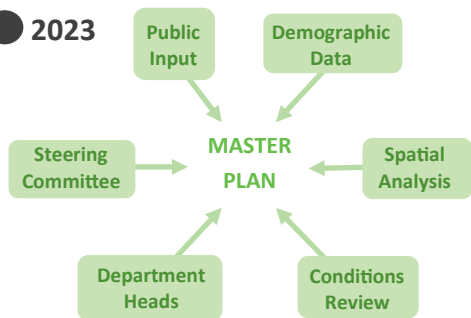 2023
Public
Input
Demographic
Data
Steering
Committee
MASTER
PLAN
Spatial
Analysis
Department
Heads
Conditions
Review